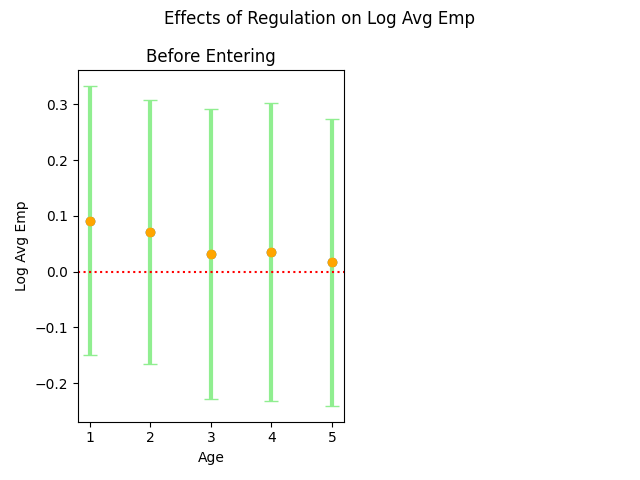 Effects of Regulation on Log Avg Emp
Before Entering
Log Avg Emp
0.3
0.2
0.1
0.0
−0.1
−0.2
1 2 3 4 5
Age